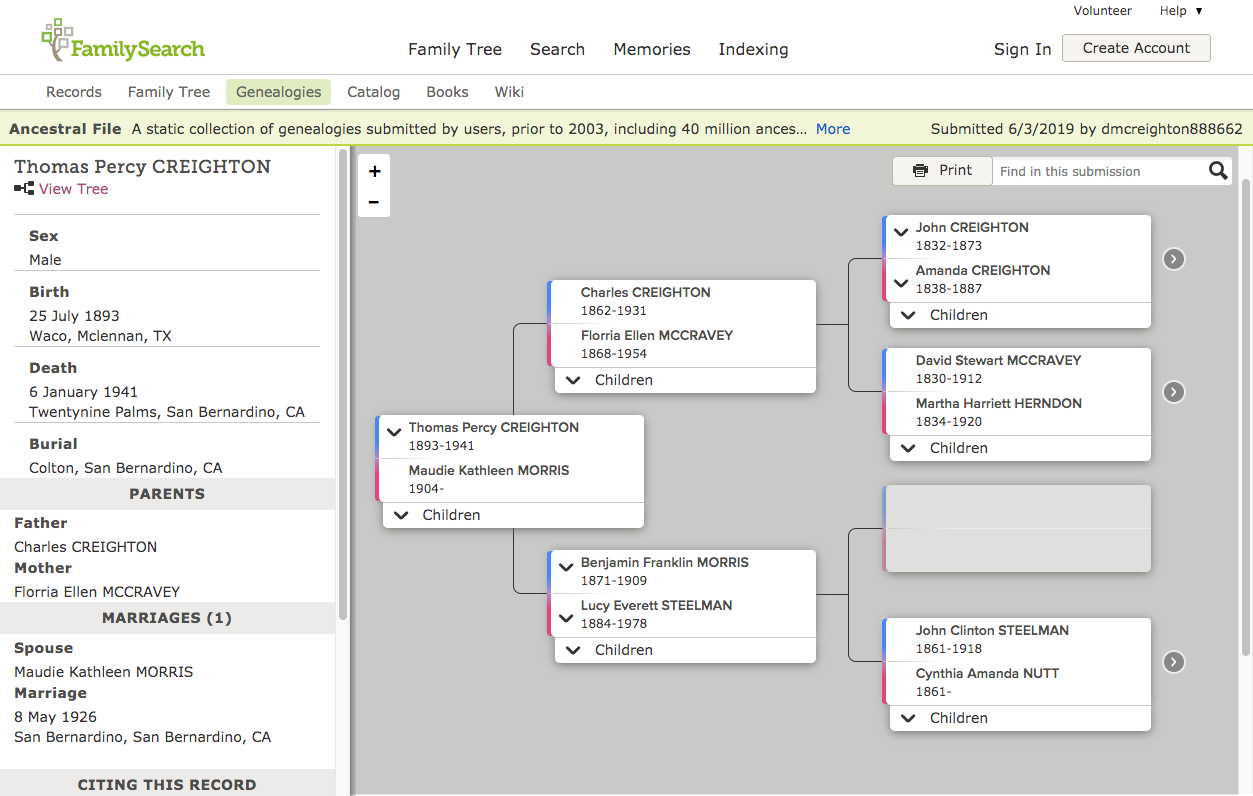 Volunteer Help ▼
FamilySearch
Family Tree Search Memories Indexing
Sign In Create Account
Records Family Tree Genealogies Catalog Books Wiki
Ancestral File A static collection of genealogies submitted by users, prior to 2003, including 40 million ances... More Submitted 6/3/2019 by dmcreighton888662
Thomas Percy CREIGHTON
View Tree
Sex
Male
Birth
25 July 1893
Waco, Mclennan, TX
Death
6 January 1941
Twentynine Palms, San Bernardino, CA
Burial
Colton, San Bernardino, CA
PARENTS
Father
Charles CREIGHTON
Mother
Florria Ellen MCCRAVEY
MARRIAGES (1)
Spouse
Maudie Kathleen MORRIS
Marriage
8 May 1926
San Bernardino, San Bernardino, CA
CITING THIS RECORD
+
−
Print Find in this submission
Thomas Percy CREIGHTON
1893-1941
Maudie Kathleen MORRIS
1904-
Children
Charles CREIGHTON
1862-1931
Florria Ellen MCCRAVEY
1868-1954
Children
Benjamin Franklin MORRIS
1871-1909
Lucy Everett STEELMAN
1884-1978
Children
John CREIGHTON
1832-1873
Amanda CREIGHTON
1838-1887
Children
David Stewart MCCRAVEY
1830-1912
Martha Harriett HERNDON
1834-1920
Children
John Clinton STEELMAN
1861-1918
Cynthia Amanda NUTT
1861-
Children